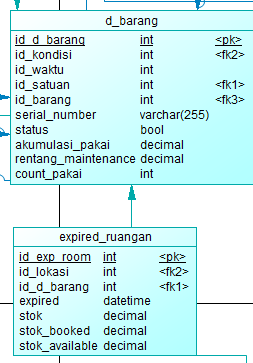 d_barang
id_d_barang int <pk>
id_kondisi int <fk2>
id_waktu int
id_satuan int <fk1>
id_barang int <fk3>
serial_number varchar(255)
status bool
akumulasi_pakai decimal
rentang_maintenance decimal
count_pakai int
expired_ruangan
id_exp_room int <pk>
id_lokasi int <fk2>
id_d_barang int <fk1>
expired datetime
stok decimal
stok_booked decimal
stok_available decimal